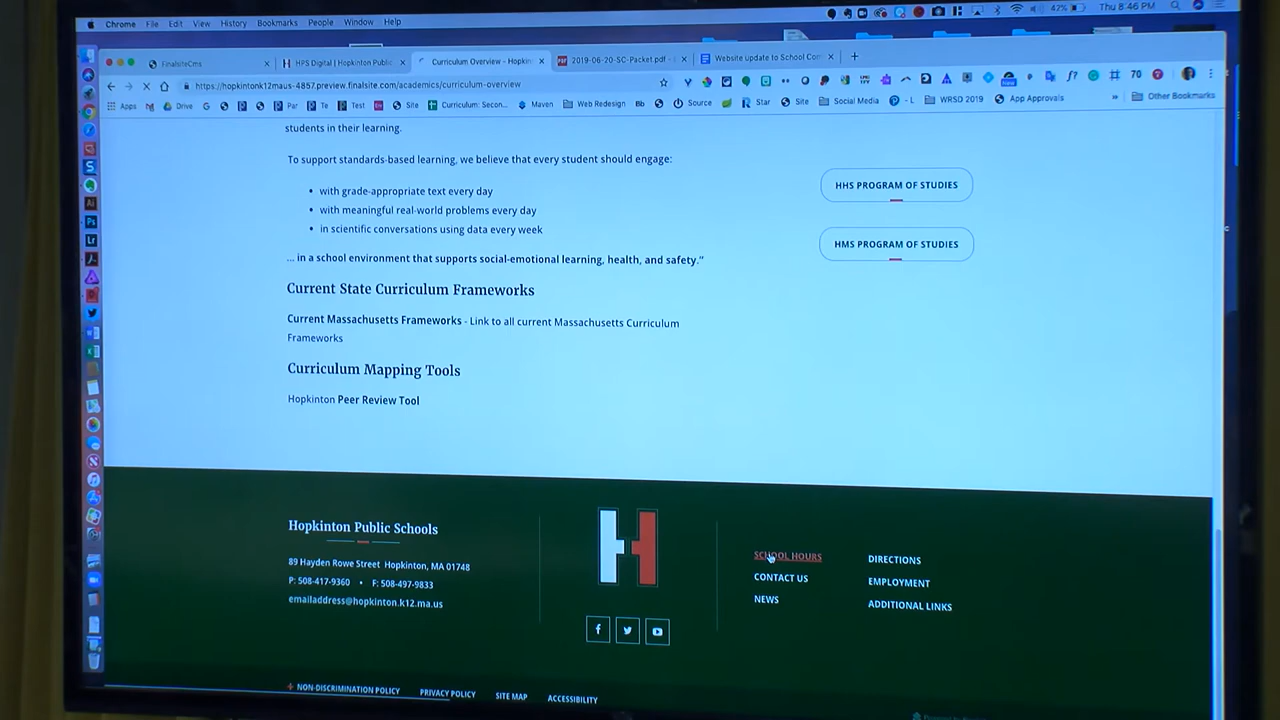 Chrome File Edit View History Bookmarks People Window Help
42% Thu 8:46 PM
FinalsiteCms
HPS Digital | Hopkinton Public
Curriculum Overview - Hopkin
2019-06-20-SC-Packet.pdf
Website update to School Com
https://hopkintonk12maus-4857.preview.finalsite.com/academics/curriculum-overview
70
Apps Drive Par Te Test Site Curriculum: Secon... Maven Web Redesign Bb Source Star Site Social Media - L WRSD 2019 App Approvals » Other Bookmarks
students in their learning.
To support standards-based learning, we believe that every student should engage:
• with grade-appropriate text every day
• with meaningful real-world problems every day
• in scientific conversations using data every week
... in a school environment that supports social-emotional learning, health, and safety."
Current State Curriculum Frameworks
Current Massachusetts Frameworks - Link to all current Massachusetts Curriculum
Frameworks
Curriculum Mapping Tools
Hopkinton Peer Review Tool
HHS PROGRAM OF STUDIES
HMS PROGRAM OF STUDIES
Hopkinton Public Schools
89 Hayden Rowe Street Hopkinton, MA 01748
P: 508-417-9360 • F: 508-497-9833
emailaddress@hopkinton.k12.ma.us
H
SCHOOL HOURS
CONTACT US
NEWS
DIRECTIONS
EMPLOYMENT
ADDITIONAL LINKS
NON-DISCRIMINATION POLICY PRIVACY POLICY SITE MAP ACCESSIBILITY